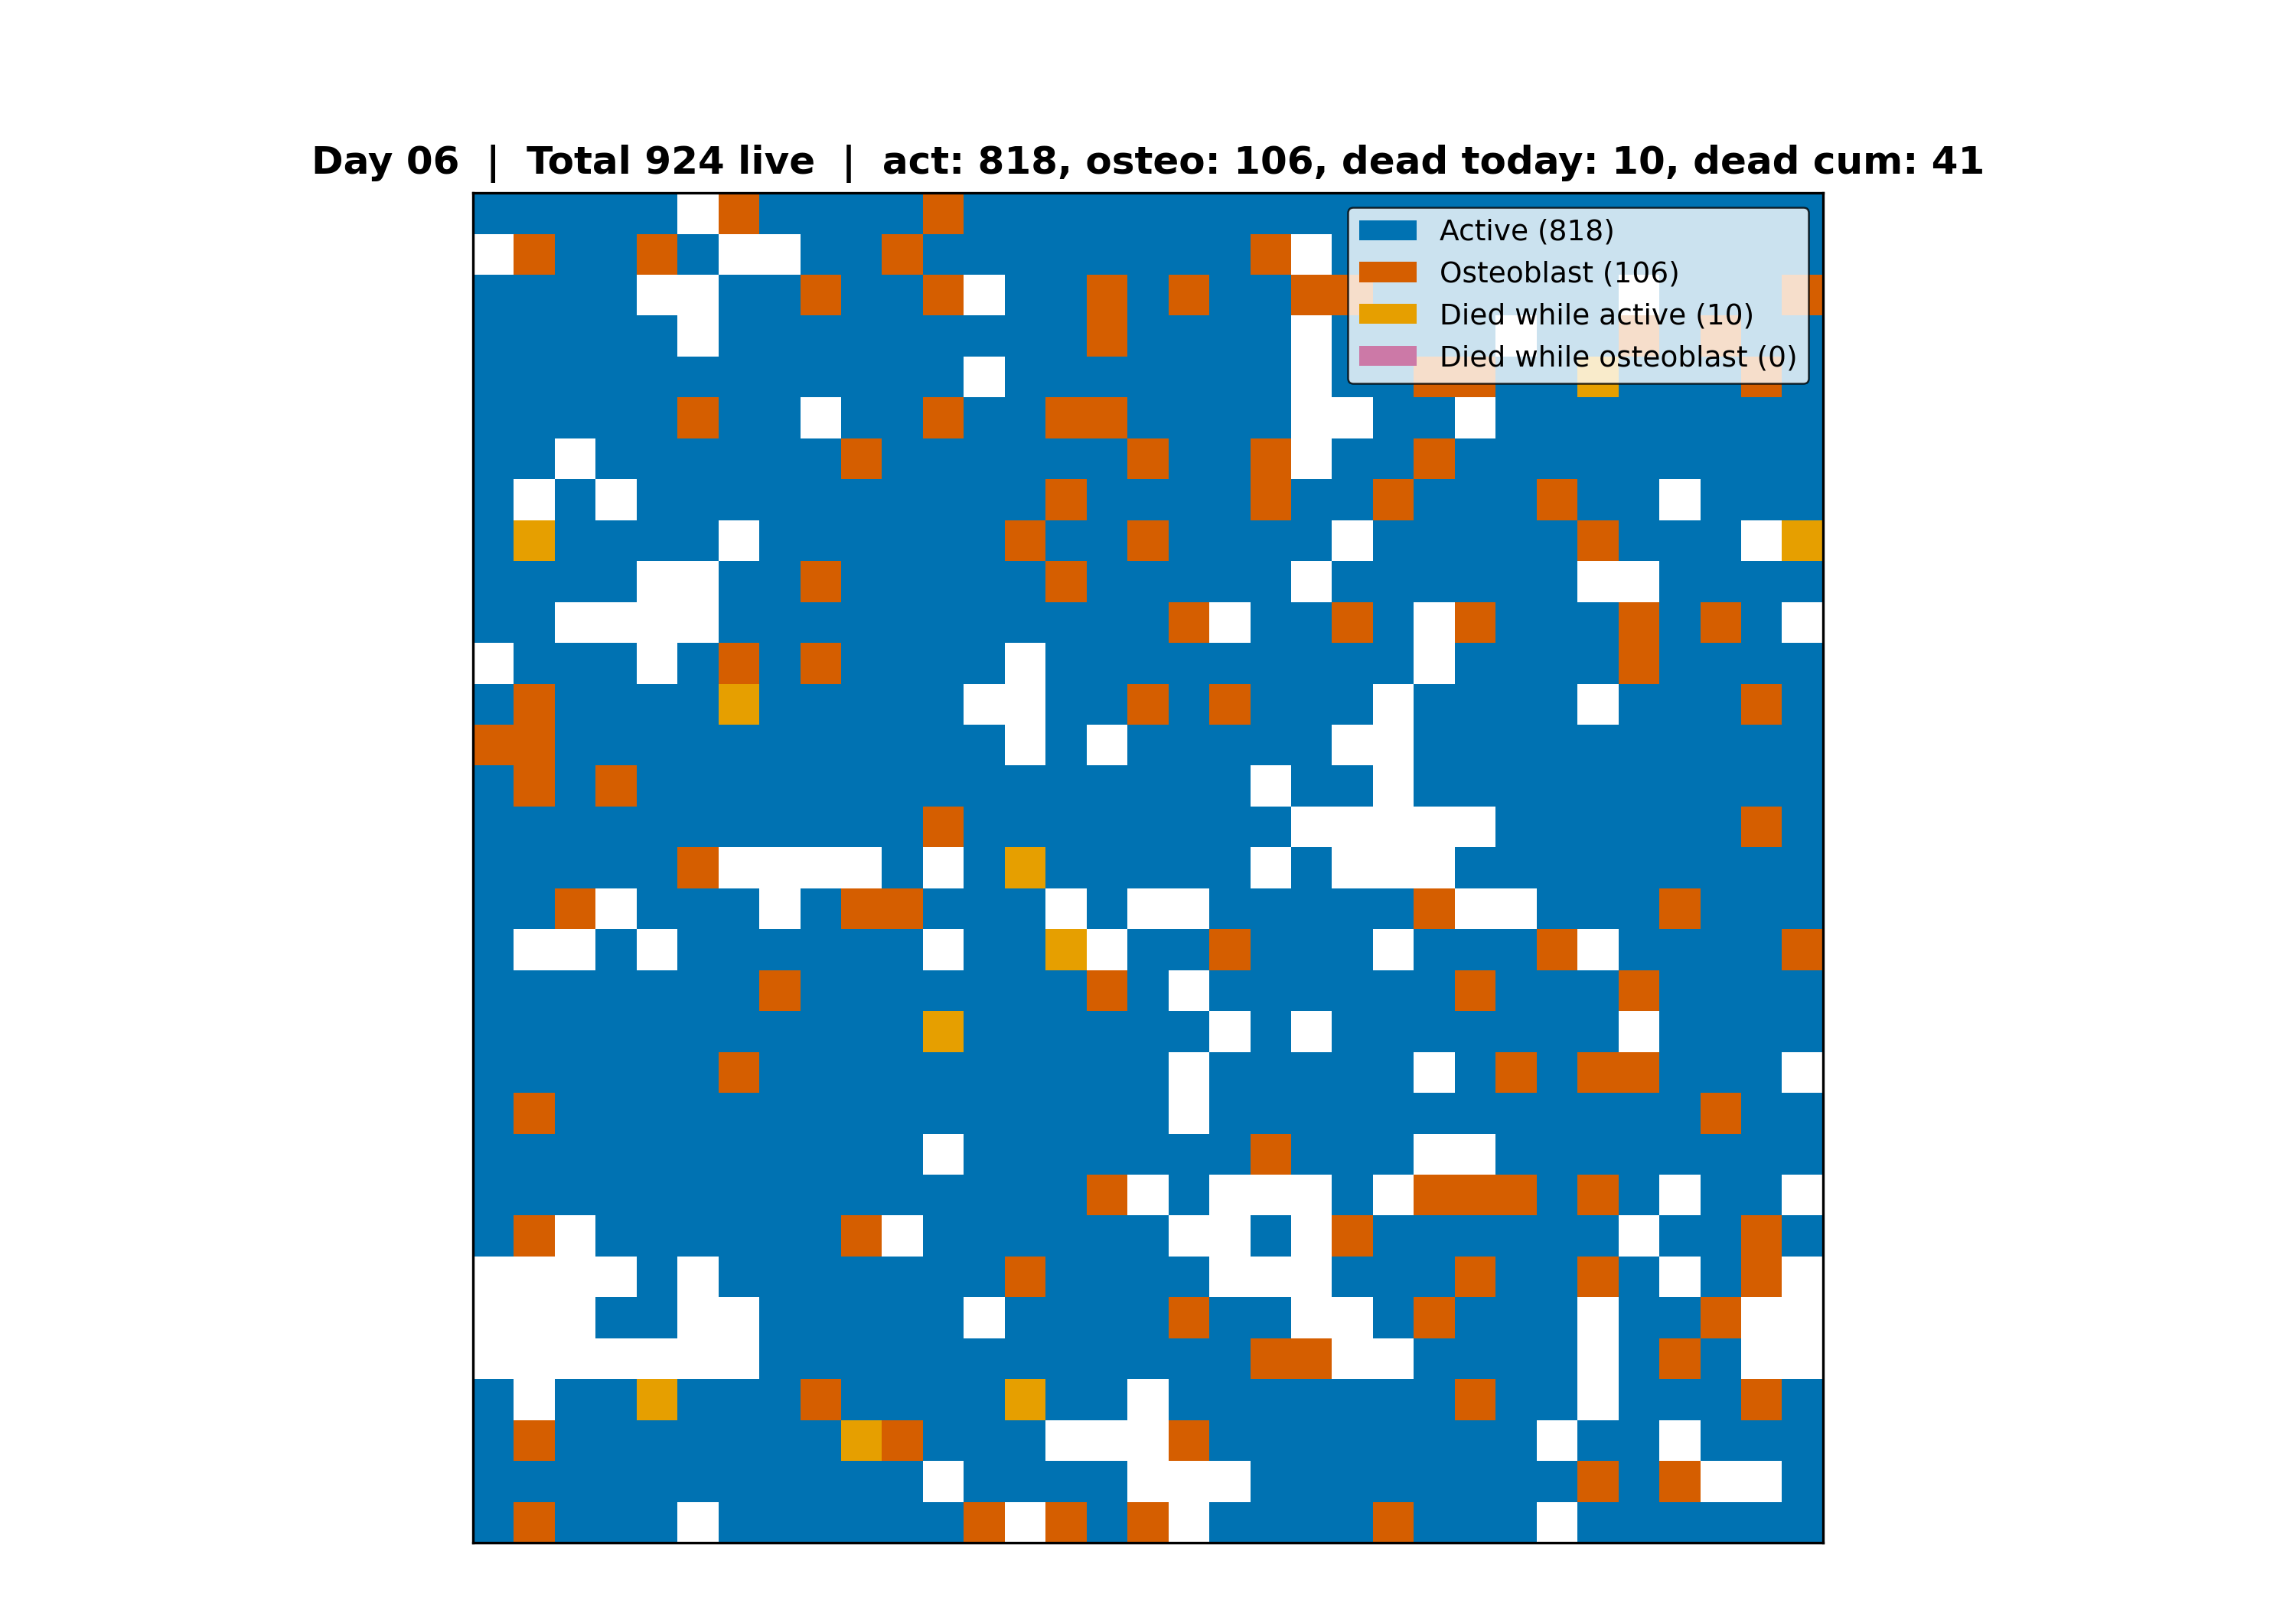 Day 06 | Total 924 live | act: 818, osteo: 106, dead today: 10, dead cum: 41
Active (818)
Osteoblast (106)
Died while active (10)
Died while osteoblast (0)